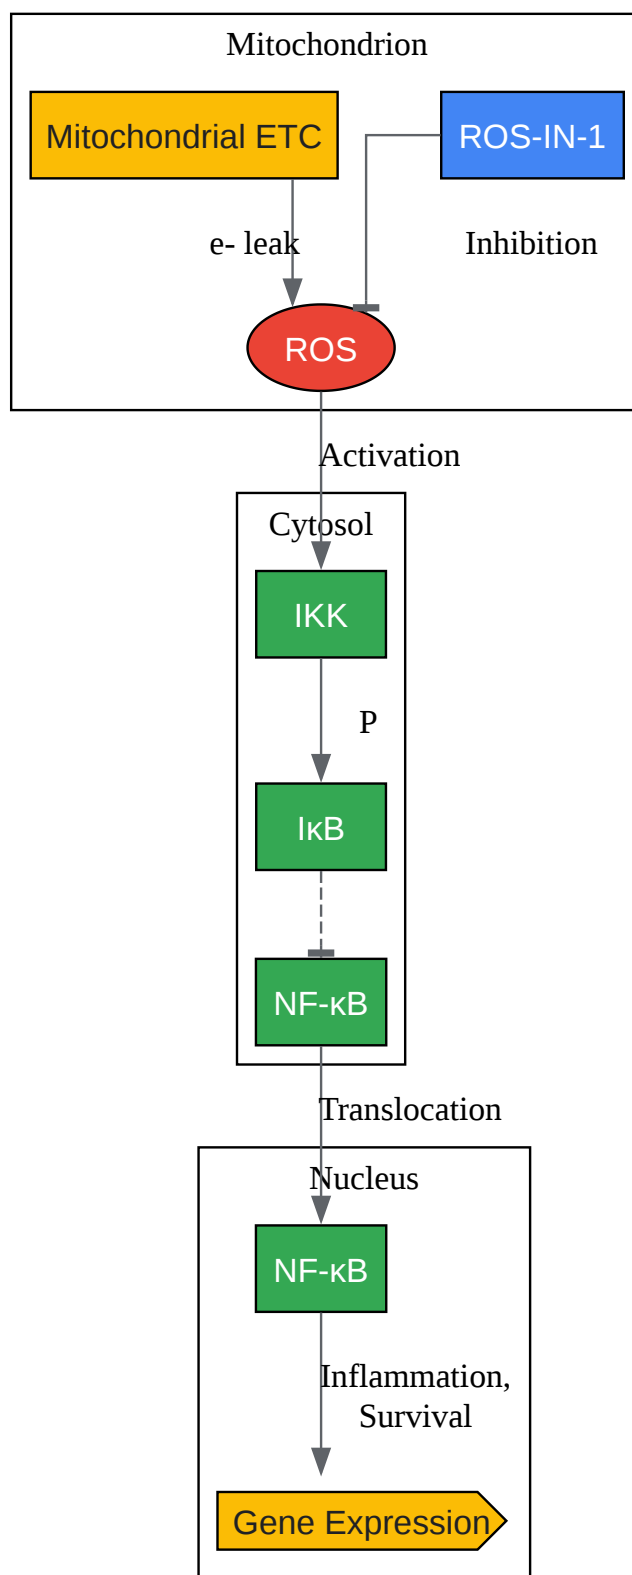 Mitochondrion
Mitochondrial ETC
ROS-IN-1
e- leak
Inhibition
ROS
Activation
Cytosol
IKK
P
IκB
NF-κB
Translocation
Nucleus
NF-κB
Inflammation,
Survival
Gene Expression